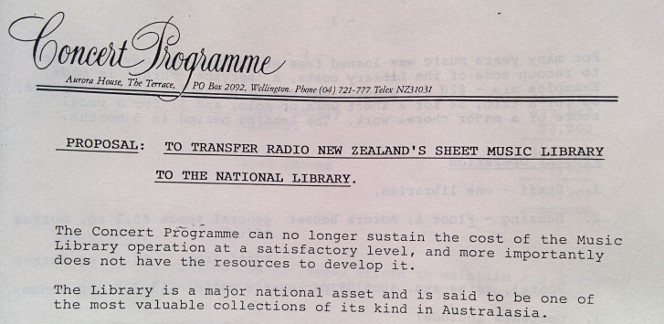 Concert Programme
Aurora House, The Terrace, PO Box 2092, Wellington. Phone (04) 721-777 Telex NZ31031
PROPOSAL: TO TRANSFER RADIO NEW ZEALAND'S SHEET MUSIC LIBRARY
TO THE NATIONAL LIBRARY.
The Concert Programme can no longer sustain the cost of the Music
Library operation at a satisfactory level, and more importantly
does not have the resources to develop it.
The Library is a major national asset and is said to be one of
the most valuable collections of its kind in Australasia.